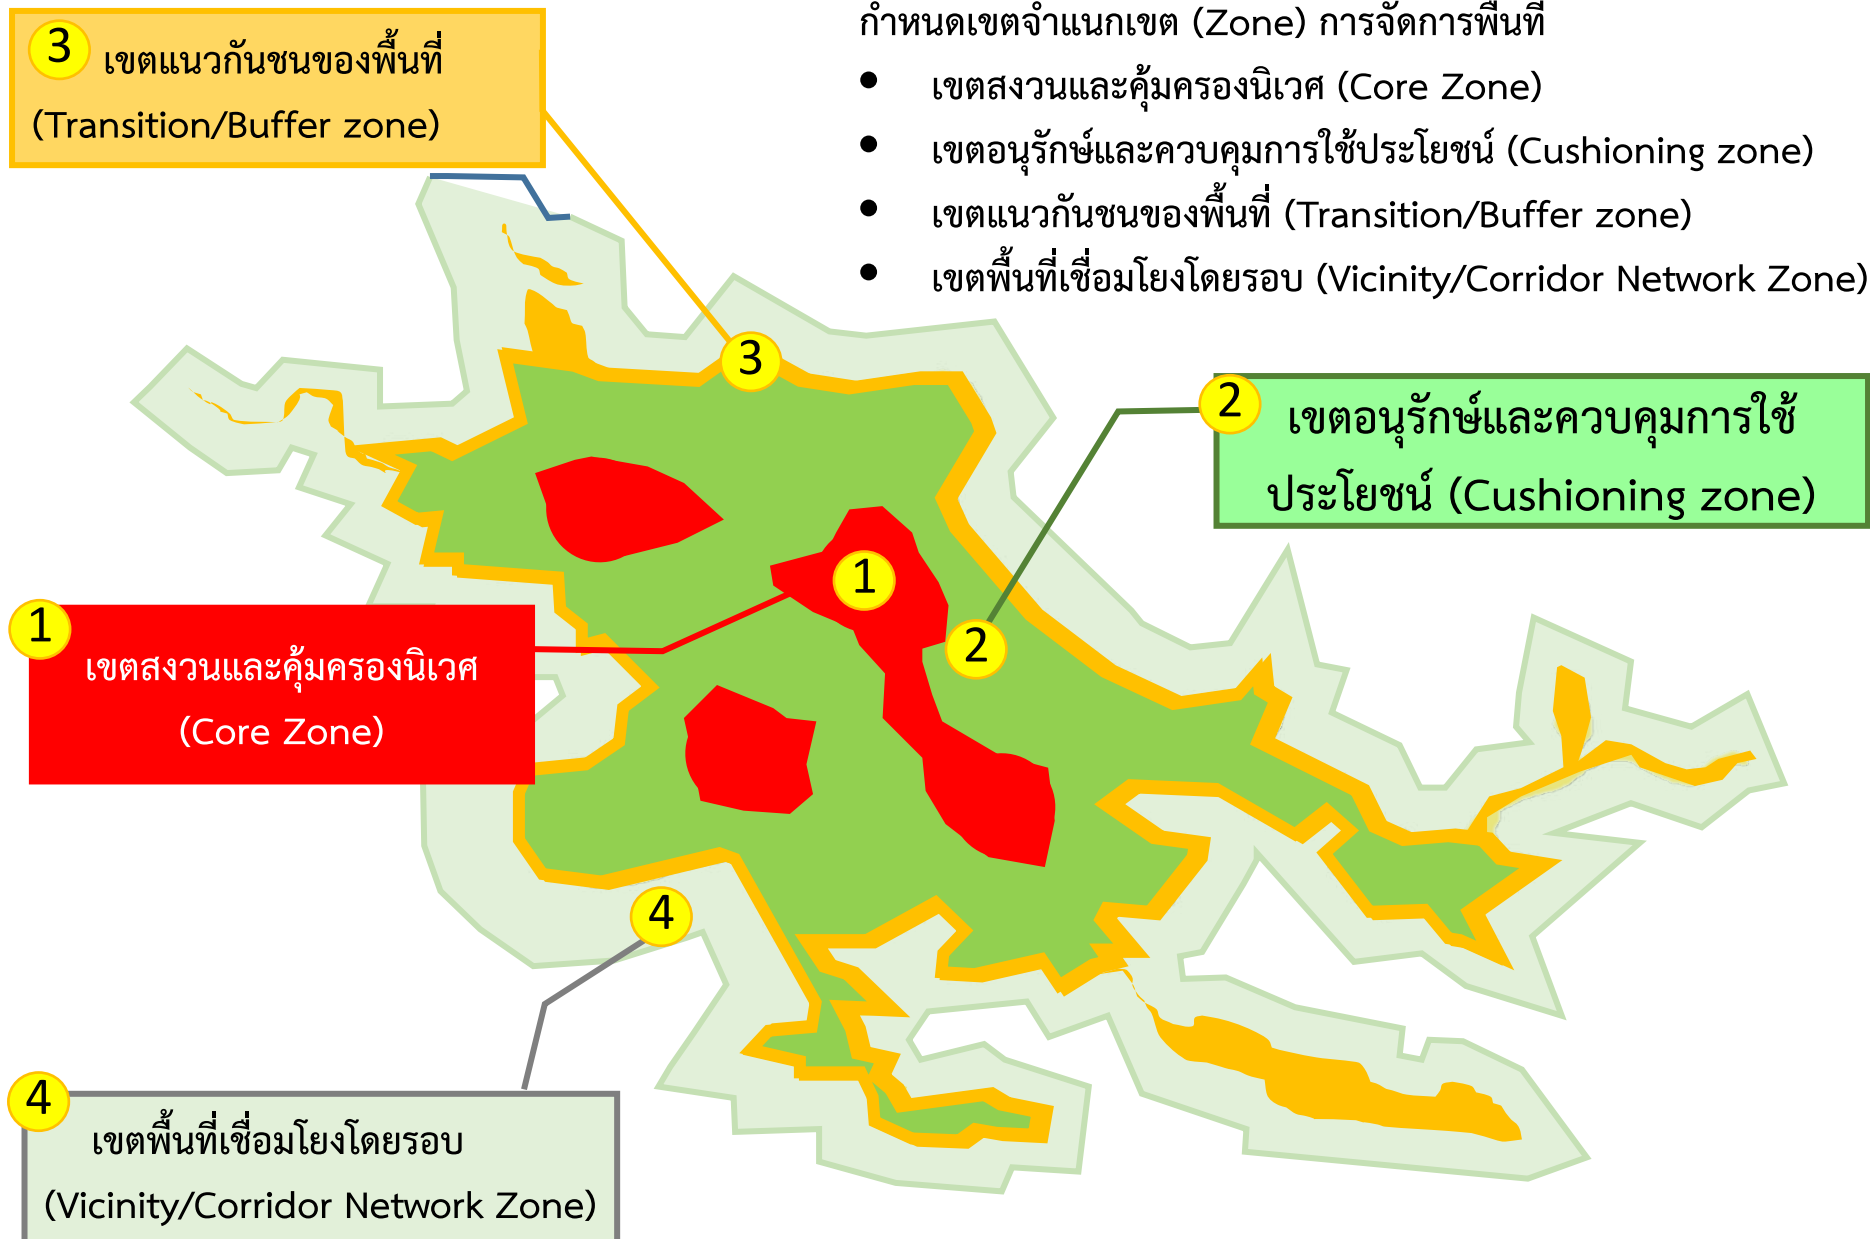 3 เขตแนวกันชนของพื้นที่
(Transition/Buffer zone)
กำหนดเขตจำแนกเขต (Zone) การจัดการพื้นที่
• เขตสงวนและคุ้มครองนิเวศ (Core Zone)
• เขตอนุรักษ์และควบคุมการใช้ประโยชน์ (Cushioning zone)
• เขตแนวกันชนของพื้นที่ (Transition/Buffer zone)
• เขตพื้นที่เชื่อมโยงโดยรอบ (Vicinity/Corridor Network Zone)
3
2 เขตอนุรักษ์และควบคุมการใช้
ประโยชน์ (Cushioning zone)
1
1
เขตสงวนและคุ้มครองนิเวศ
(Core Zone)
2
4
4
เขตพื้นที่เชื่อมโยงโดยรอบ
(Vicinity/Corridor Network Zone)